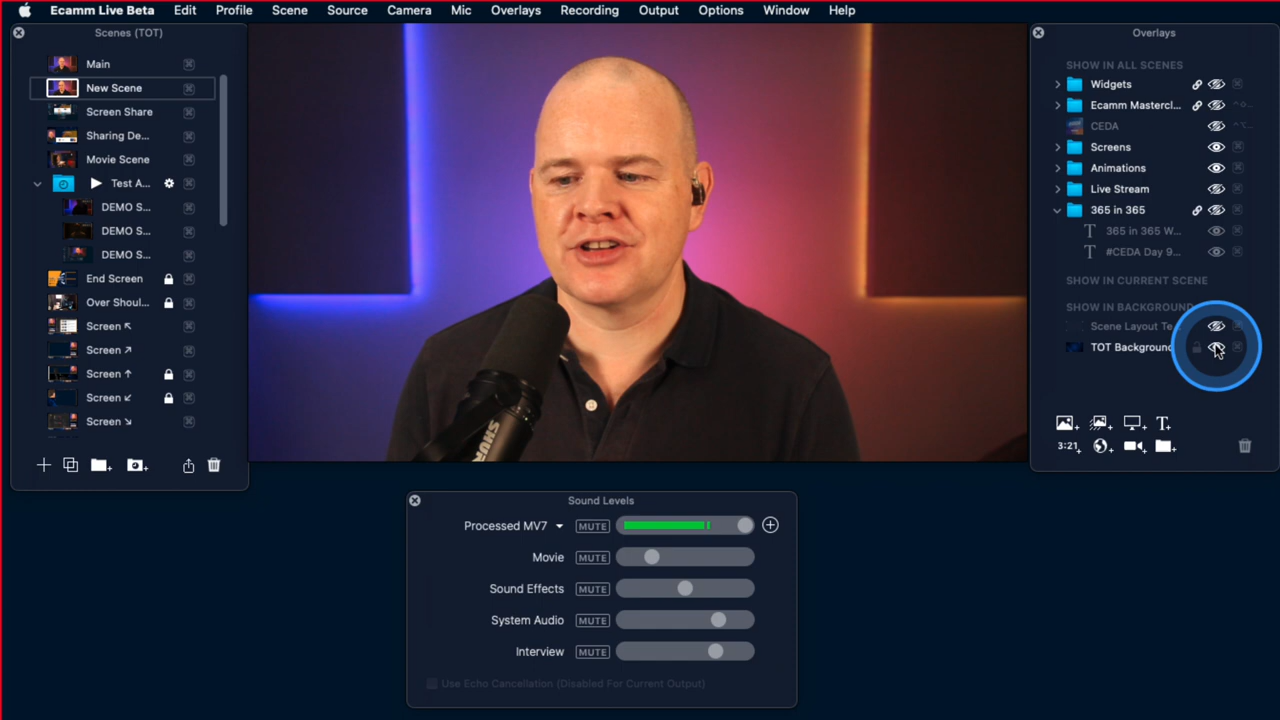 Ecamm Live Beta Edit Profile Scene Source Camera Mic Overlays Recording Output Options Window Help
Scenes (TOT)
Main
New Scene
Screen Share
Sharing De...
Movie Scene
Test A...
DEMO S...
DEMO S...
DEMO S...
End Screen
Over Shoul...
Screen ↖
Screen ↗
Screen ↑
Screen ↙
Screen ↘
SHURE
Sound Levels
Processed MV7 MUTE
Movie MUTE
Sound Effects MUTE
System Audio MUTE
Interview MUTE
Use Echo Cancellation (Disabled For Current Output)
Overlays
SHOW IN ALL SCENES
Widgets
Ecamm Mastercl...
CEDA
Screens
Animations
Live Stream
365 in 365
365 in 365 W...
#CEDA Day 9...
SHOW IN CURRENT SCENE
SHOW IN BACKGROUND
Scene Layout Te...
TOT Background
3:21